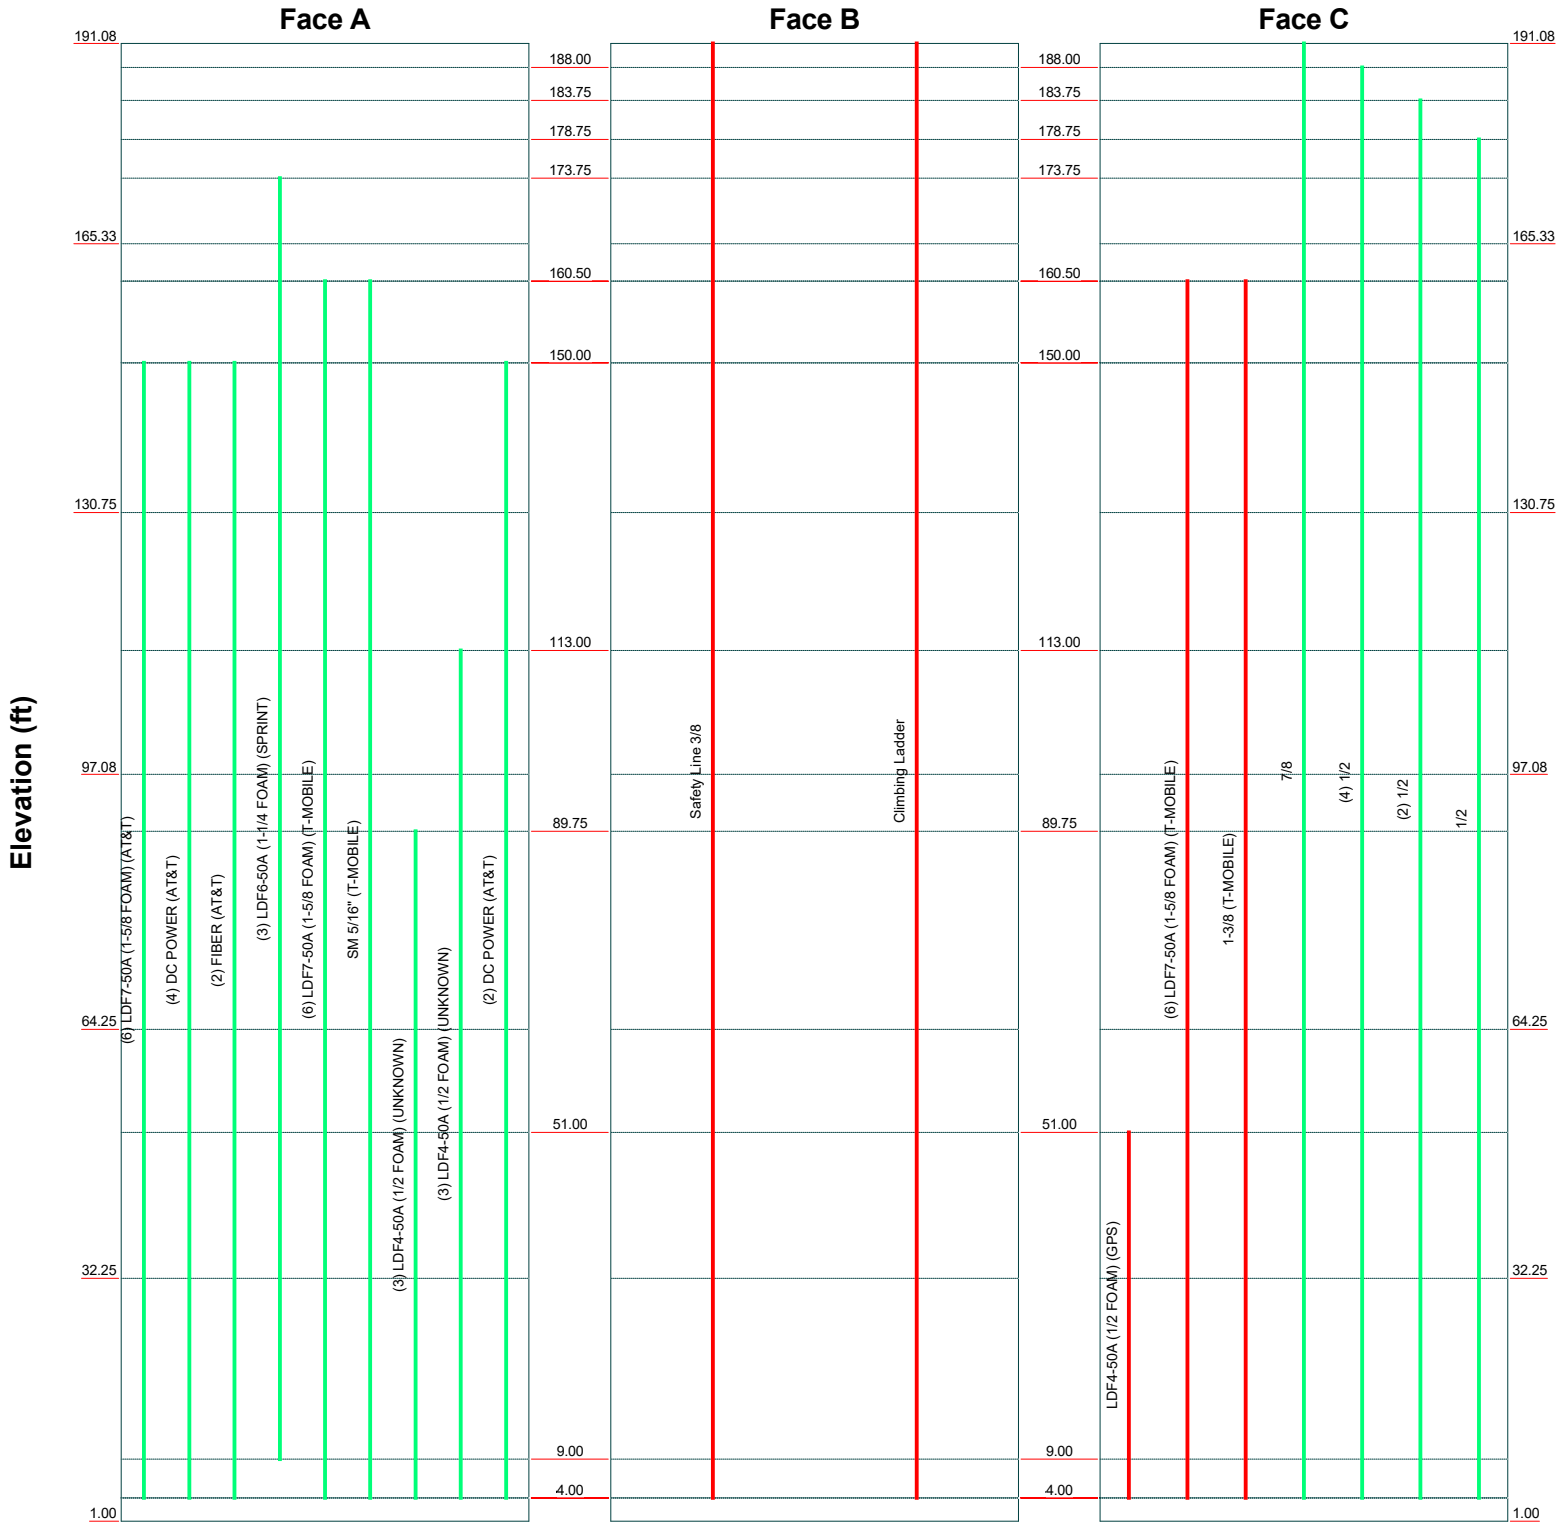 Face A
Face B
Face C
191.08
191.08
188.00
188.00
183.75
183.75
178.75
178.75
173.75
173.75
165.33
165.33
160.50
160.50
150.00
150.00
130.75
130.75
113.00
113.00
97.08
97.08
89.75
89.75
64.25
64.25
51.00
51.00
32.25
32.25
9.00
9.00
4.00
4.00
1.00
1.00
Elevation (ft)
(6) LDF7-50A (1-5/8 FOAM) (AT&T)
(4) DC POWER (AT&T)
(2) FIBER (AT&T)
(3) LDF6-50A (1-1/4 FOAM) (SPRINT)
(6) LDF7-50A (1-5/8 FOAM) (T-MOBILE)
SM 5/16" (T-MOBILE)
(3) LDF4-50A (1/2 FOAM) (UNKNOWN)
(3) LDF4-50A (1/2 FOAM) (UNKNOWN)
(2) DC POWER (AT&T)
Safety Line 3/8
Climbing Ladder
LDF4-50A (1/2 FOAM) (GPS)
(6) LDF7-50A (1-5/8 FOAM) (T-MOBILE)
1-3/8 (T-MOBILE)
7/8
(4) 1/2
(2) 1/2
1/2